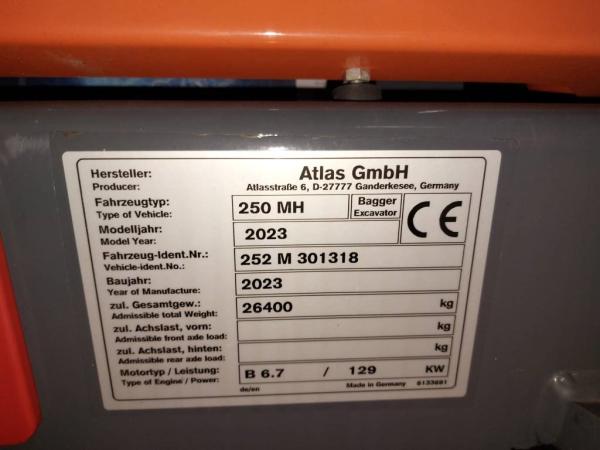 Hersteller: Atlas GmbH
Producer: Atlasstraße 6, D-27777 Ganderkesee, Germany
Fahrzeugtyp: 250 MH Bagger
Type of Vehicle: Excavator
CE
Modelljahr: 2023
Model Year:
Fahrzeug-Ident.Nr.: 252 M 301318
Vehicle-ident.No.:
Baujahr: 2023
Year of Manufacture:
zul. Gesamtgew.: 26400 kg
Admissible total Weight:
zul. Achslast, vorn: kg
Admissible front axle load:
zul. Achslast, hinten: kg
Admissible rear axle load:
Motortyp / Leistung: B 6.7 / 129 KW
Type of Engine / Power:
de/en Made in Germany 6133681